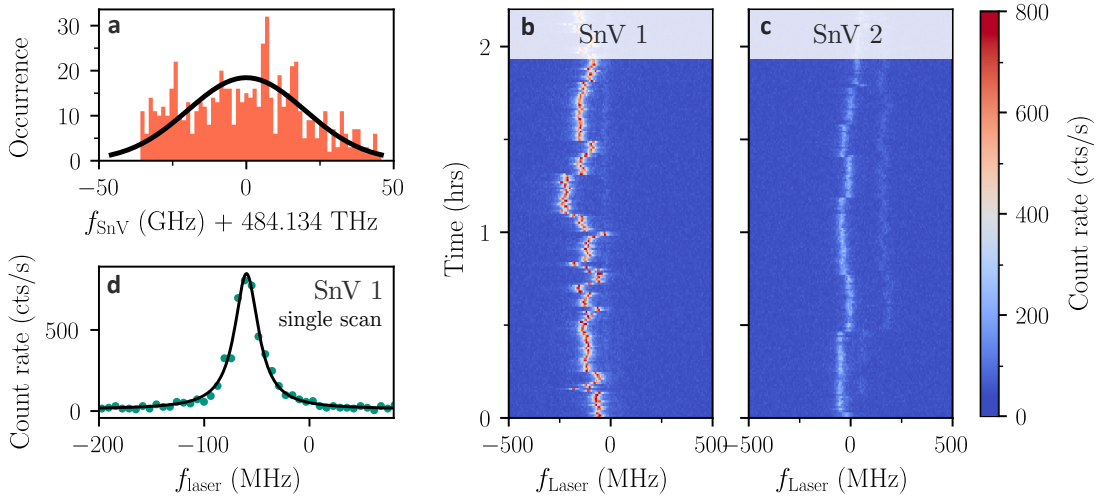 a
Occurrence
30
20
10
0
−50
0
50
f_SnV (GHz) + 484.134 THz
d
SnV 1
single scan
Count rate (cts/s)
500
0
−200
−100
0
f_laser (MHz)
b
SnV 1
Time (hrs)
2
1
0
−500
0
500
f_Laser (MHz)
c
SnV 2
−500
0
500
f_Laser (MHz)
800
600
400
200
0
Count rate (cts/s)